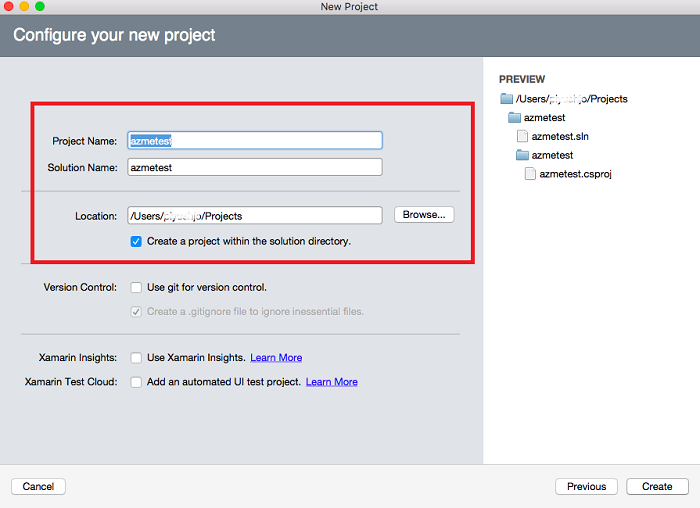 New Project
Configure your new project
Project Name: azmetest
Solution Name: azmetest
Location: /Users/ /Projects Browse...
Create a project within the solution directory.
Version Control: Use git for version control.
Create a .gitignore file to ignore inessential files.
Xamarin Insights: Use Xamarin Insights. Learn More
Xamarin Test Cloud: Add an automated UI test project. Learn More
PREVIEW
/Users/ /Projects
azmetest
azmetest.sln
azmetest
azmetest.csproj
Cancel Previous Create